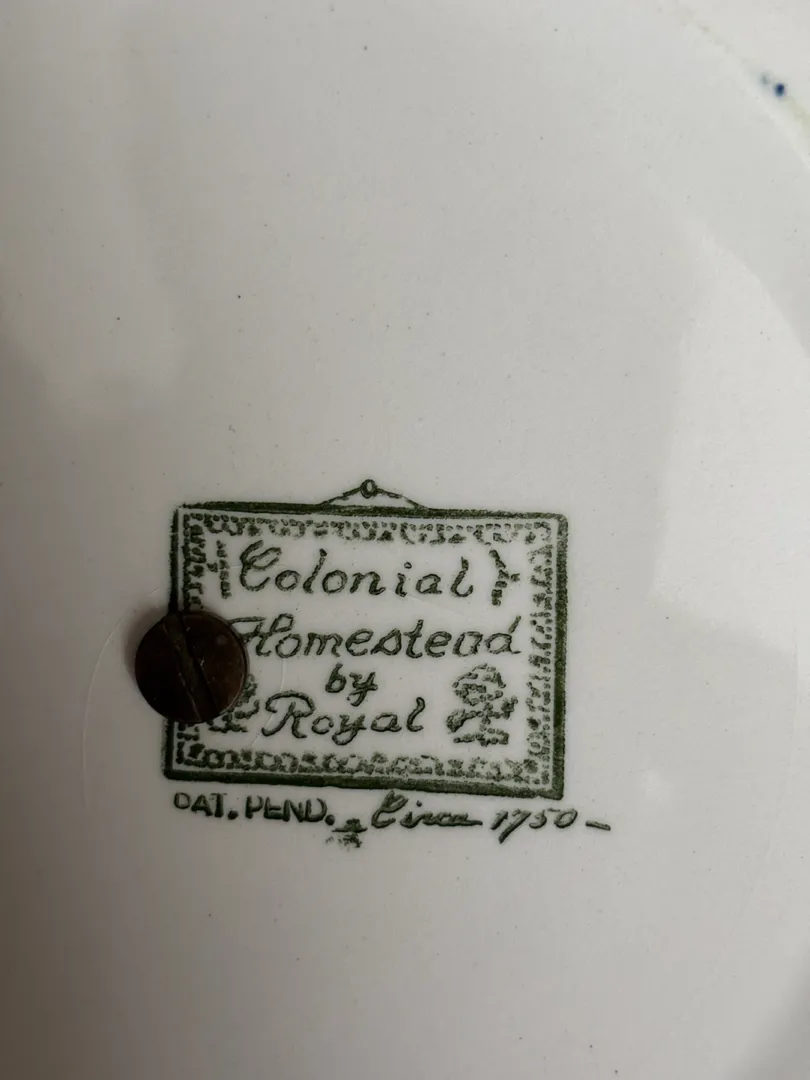 Colonial
Homestead
by
Royal
PAT. PEND. Circa 1750 -